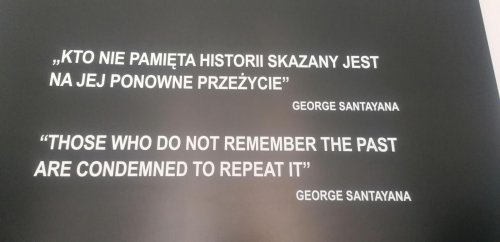 „KTO NIE PAMIĘTA HISTORII SKAZANY JEST
NA JEJ PONOWNE PRZEŻYCIE”
GEORGE SANTAYANA
“THOSE WHO DO NOT REMEMBER THE PAST
ARE CONDEMNED TO REPEAT IT”
GEORGE SANTAYANA